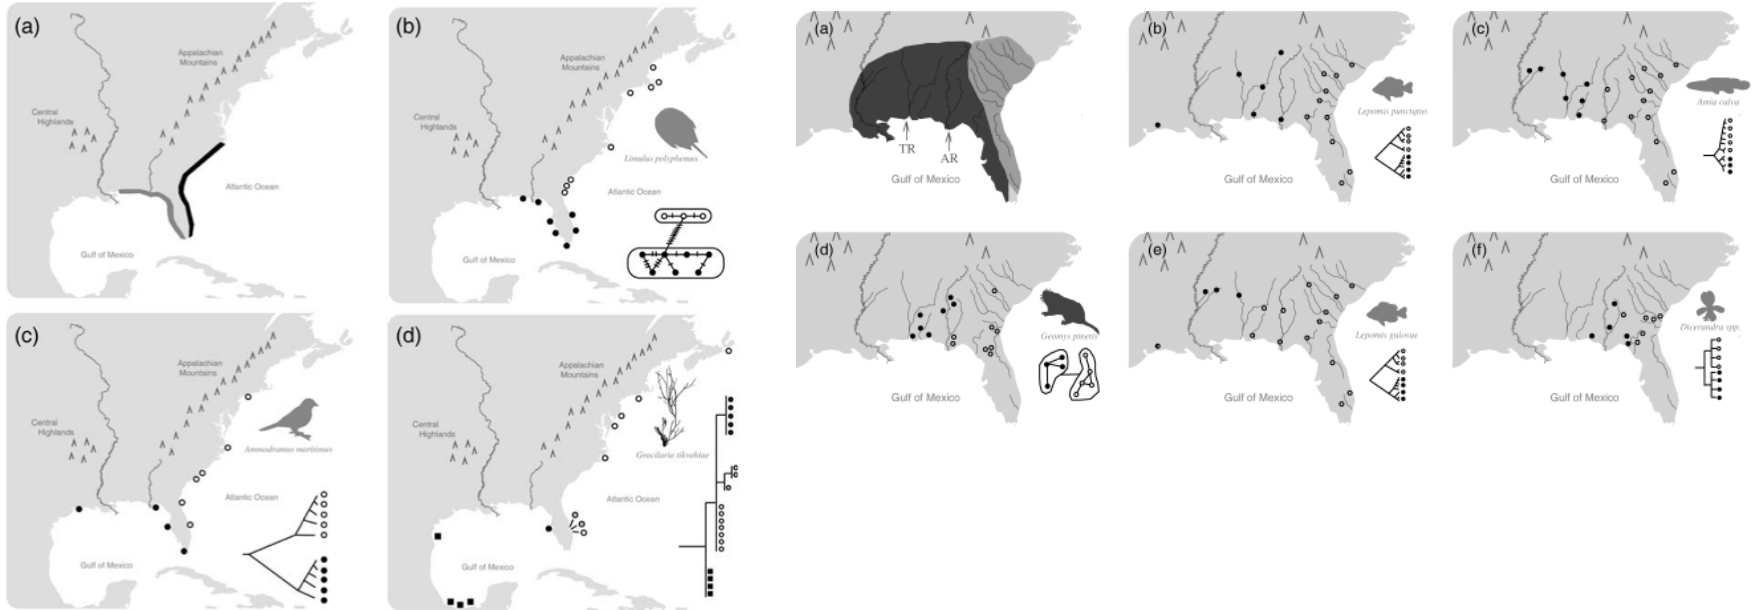 (a)
Appalachian
Mountains
Central
Highlands
Atlantic Ocean
Gulf of Mexico
(b)
Appalachian
Mountains
Central
Highlands
Limulus polyphemus
Atlantic Ocean
Gulf of Mexico
(c)
Appalachian
Mountains
Central
Highlands
Ammodramus maritimus
Atlantic Ocean
Gulf of Mexico
(d)
Appalachian
Mountains
Central
Highlands
Gracilaria tikvahiae
Atlantic Ocean
Gulf of Mexico
(a)
TR
AR
Gulf of Mexico
(b)
Lepomis punctatus
Gulf of Mexico
(c)
Amia calva
Gulf of Mexico
(d)
Geomys pinetis
Gulf of Mexico
(e)
Lepomis gulosus
Gulf of Mexico
(f)
Dicerandra spp.
Gulf of Mexico